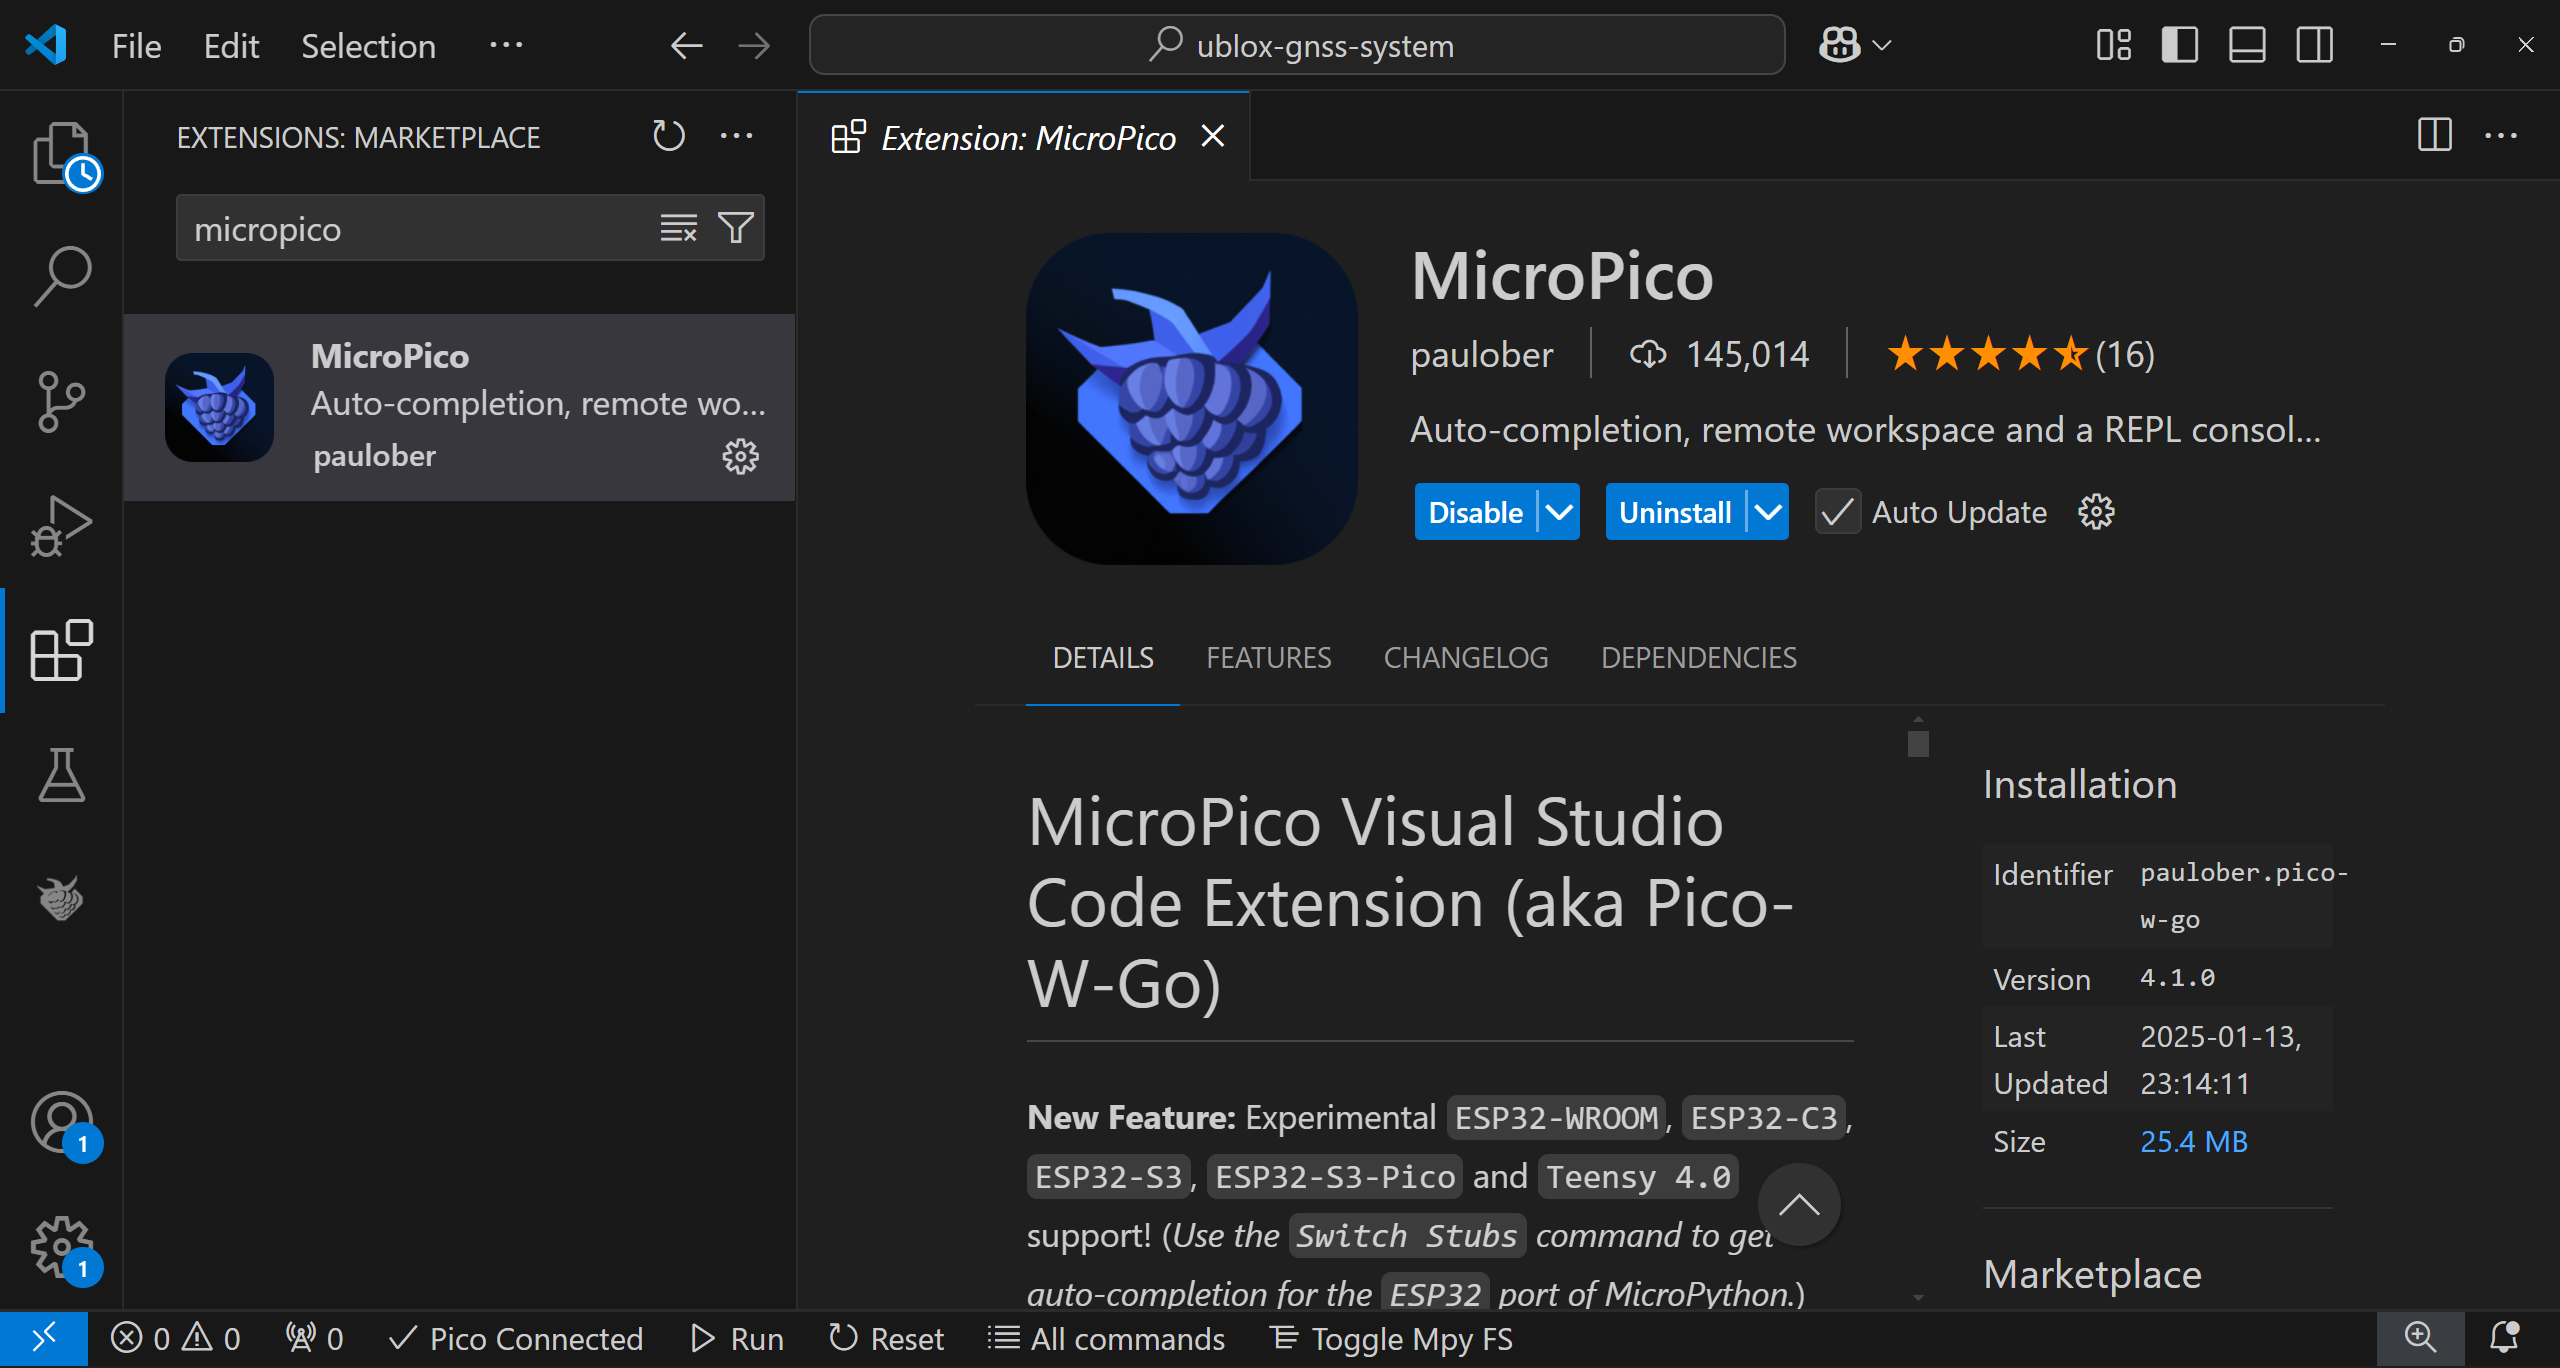 File Edit Selection
ublox-gnss-system
EXTENSIONS: MARKETPLACE
micropico
MicroPico
Auto-completion, remote wo...
paulober
Extension: MicroPico
MicroPico
paulober 145,014 (16)
Auto-completion, remote workspace and a REPL consol...
Disable Uninstall Auto Update
DETAILS FEATURES CHANGELOG DEPENDENCIES
MicroPico Visual Studio
Code Extension (aka Pico-
W-Go)
New Feature: Experimental ESP32-WROOM, ESP32-C3,
ESP32-S3, ESP32-S3-Pico and Teensy 4.0
support! (Use the Switch Stubs command to get
auto-completion for the ESP32 port of MicroPython.)
Installation
Identifier paulober.pico-
w-go
Version 4.1.0
Last 2025-01-13,
Updated 23:14:11
Size 25.4 MB
Marketplace
1
1
0 0 0 Pico Connected Run Reset All commands Toggle Mpy FS